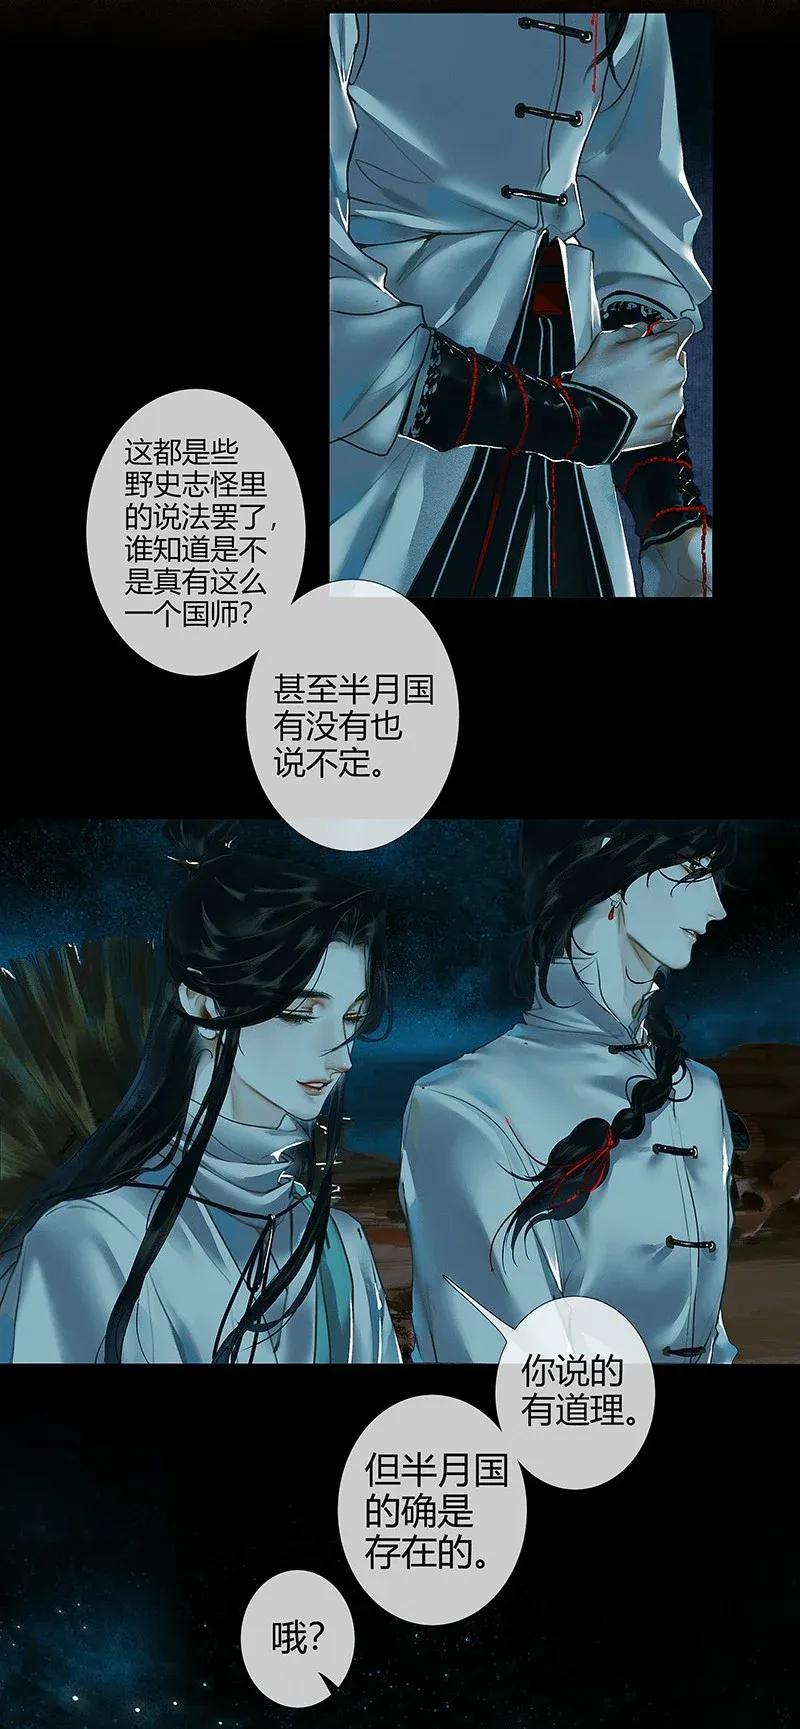 这都是些
野史志怪里
的说法罢了，
谁知道是不
是真有这么
一个国师？
甚至半月国
有没有也
说不定。
你说的
有道理。
但半月国
的确是
存在的。
哦？